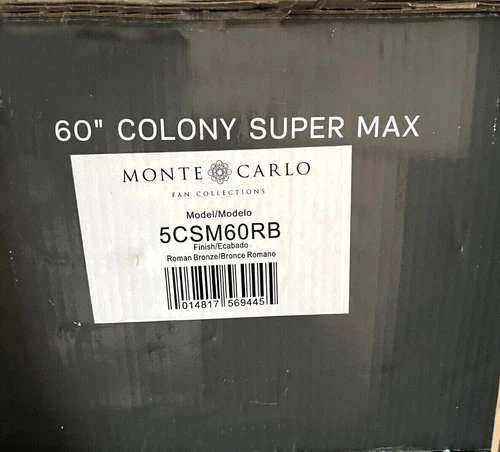 60" COLONY SUPER MAX
MONTE CARLO
FAN COLLECTIONS
Model/Modelo
5CSM60RB
Finish/Ecabado
Roman Bronze/Bronce Romano
014817 569445